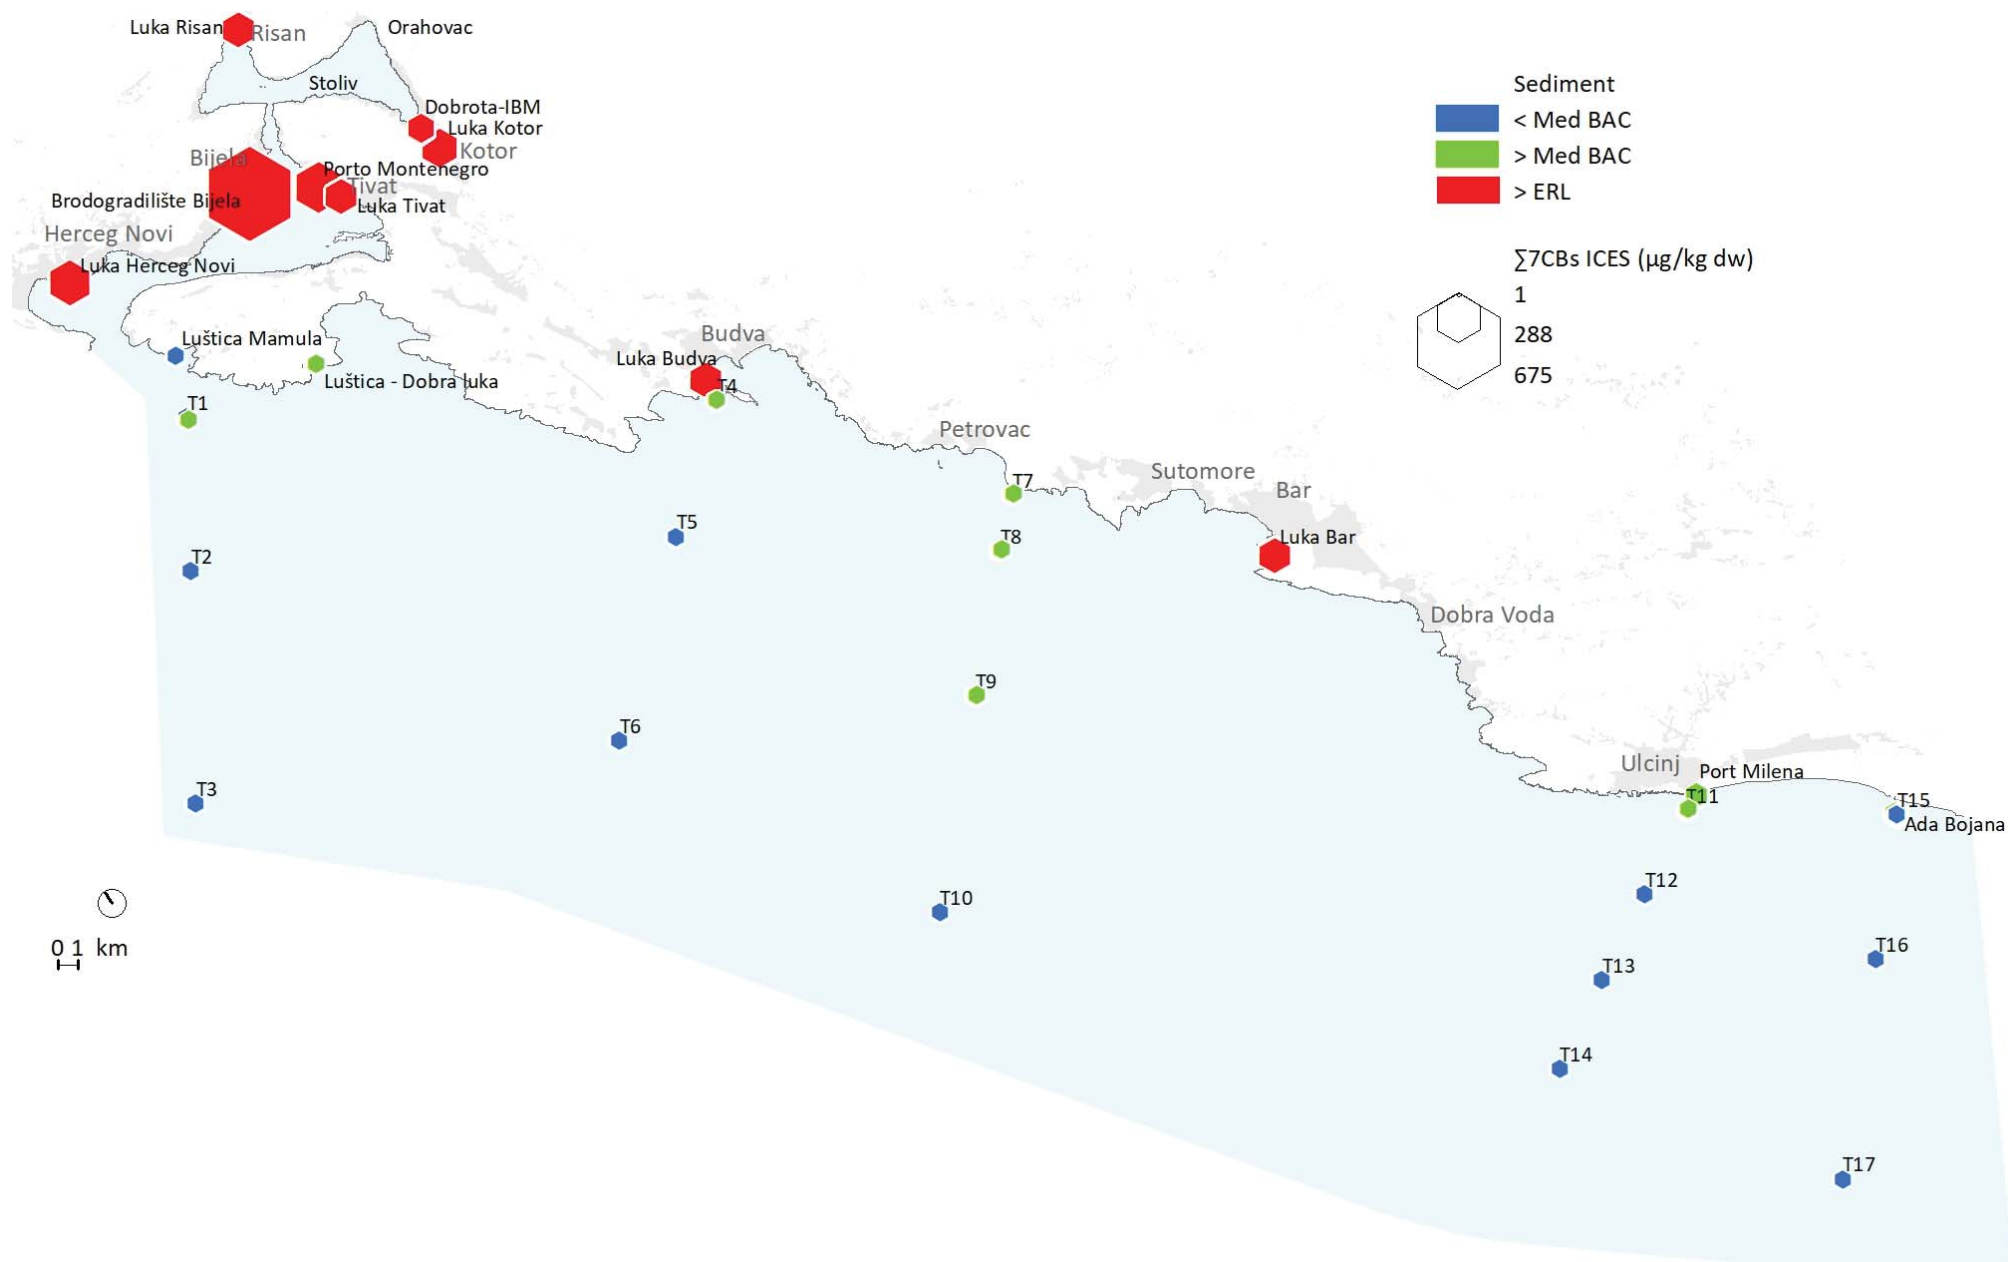 Luka Risan
Risan
Orahovac
Stoliv
Dobrota-IBM
Luka Kotor
Kotor
Bijela
Porto Montenegro
Tivat
Brodogradilište Bijela
Luka Tivat
Herceg Novi
Luka Herceg Novi
Luštica Mamula
Luštica - Dobra luka
T1
Budva
Luka Budva
T4
Petrovac
T7
Sutomore
Bar
T5
T8
Luka Bar
T2
Dobra Voda
T9
T6
T3
Ulcinj
Port Milena
T11
T15
Ada Bojana
T10
T12
T13
T16
T14
T17
0 1 km
Sediment
< Med BAC
> Med BAC
> ERL
∑7CBs ICES (µg/kg dw)
1
288
675